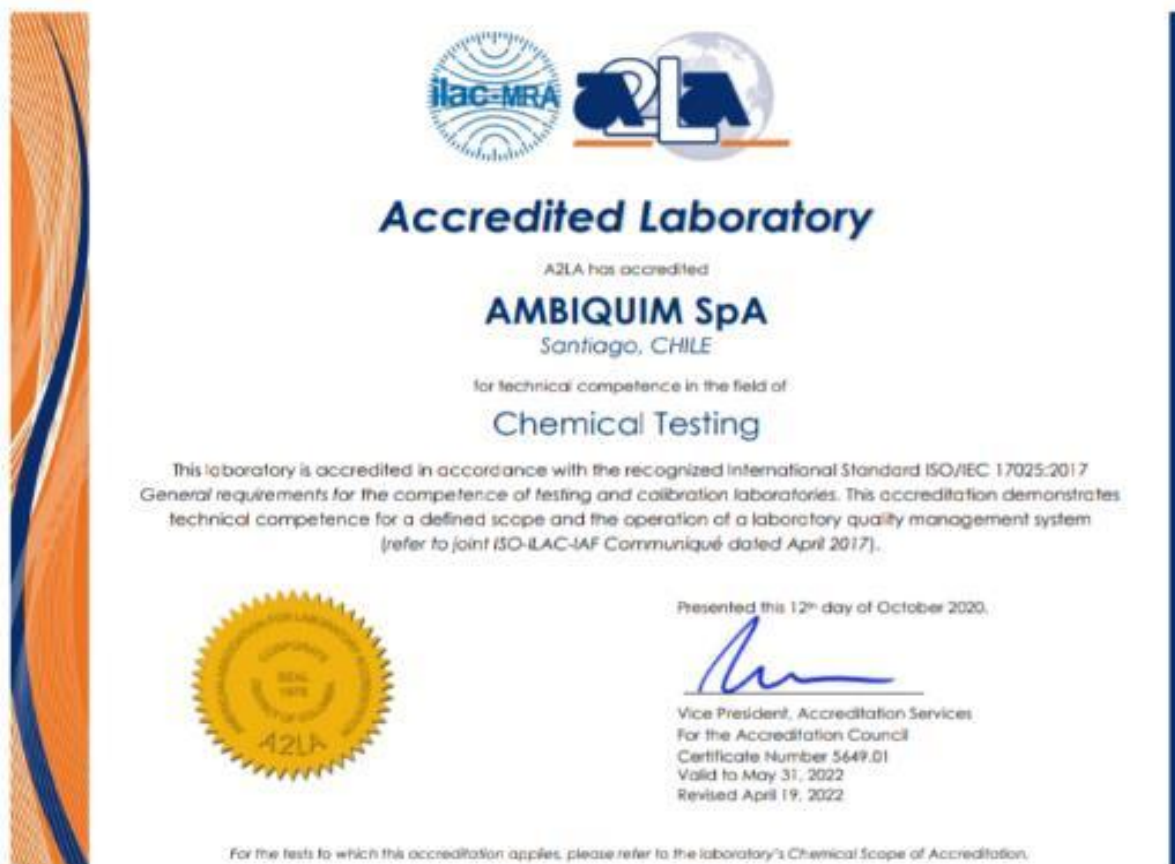 ilac-MRA
A2LA
Accredited Laboratory
A2LA has accredited
AMBIQUIM SpA
Santiago, CHILE
for technical competence in the field of
Chemical Testing
This laboratory is accredited in accordance with the recognized International Standard ISO/IEC 17025:2017
General requirements for the competence of testing and calibration laboratories. This accreditation demonstrates
technical competence for a defined scope and the operation of a laboratory quality management system
(refer to joint ISO-ILAC-IAF Communiqué dated April 2017).
Presented this 12th day of October 2020.
CORPORATE
SEAL
1978
A2LA
Vice President, Accreditation Services
For the Accreditation Council
Certificate Number 5649.01
Valid to May 31, 2022
Revised April 19, 2022
For the tests to which this accreditation applies, please refer to the laboratory's Chemical Scope of Accreditation.